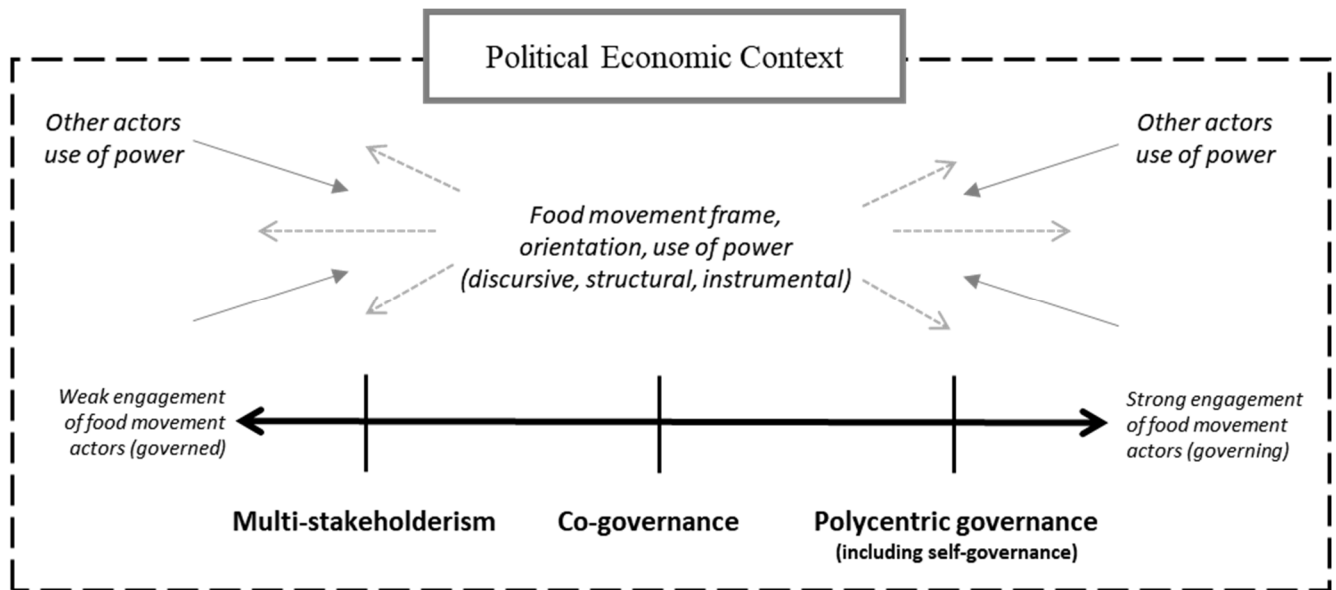 Political Economic Context
Other actors
use of power
Other actors
use of power
Food movement frame,
orientation, use of power
(discursive, structural, instrumental)
Weak engagement
of food movement
actors (governed)
Strong engagement
of food movement
actors (governing)
Multi-stakeholderism
Co-governance
Polycentric governance
(including self-governance)